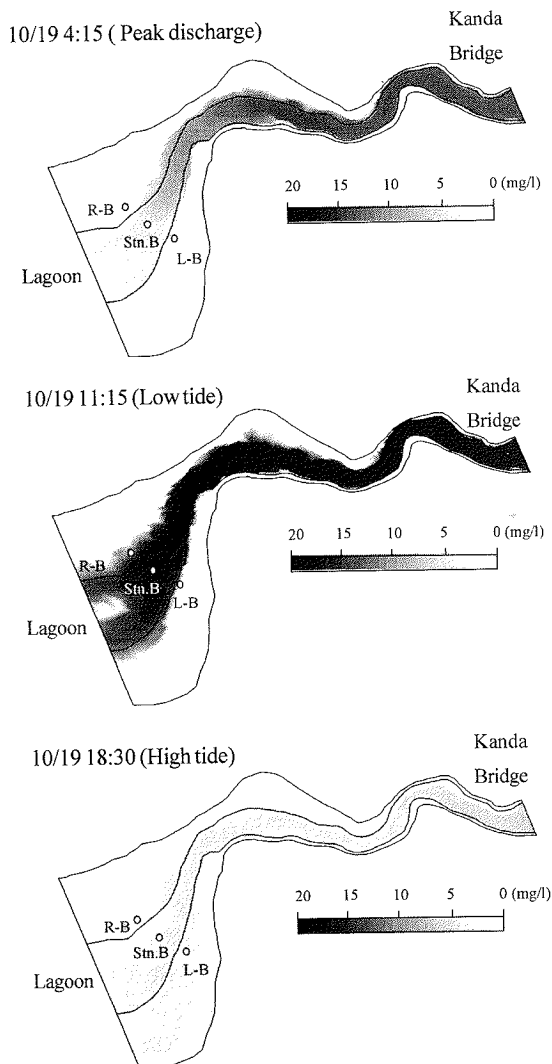 10/19 4:15 ( Peak discharge)
Kanda
Bridge
20 15 10 5 0 (mg/l)
R-B
Stn.B
L-B
Lagoon
10/19 11:15 (Low tide)
Kanda
Bridge
20 15 10 5 0 (mg/l)
R-B
Stn.B
L-B
Lagoon
10/19 18:30 (High tide)
Kanda
Bridge
20 15 10 5 0 (mg/l)
R-B
Stn.B
L-B
Lagoon